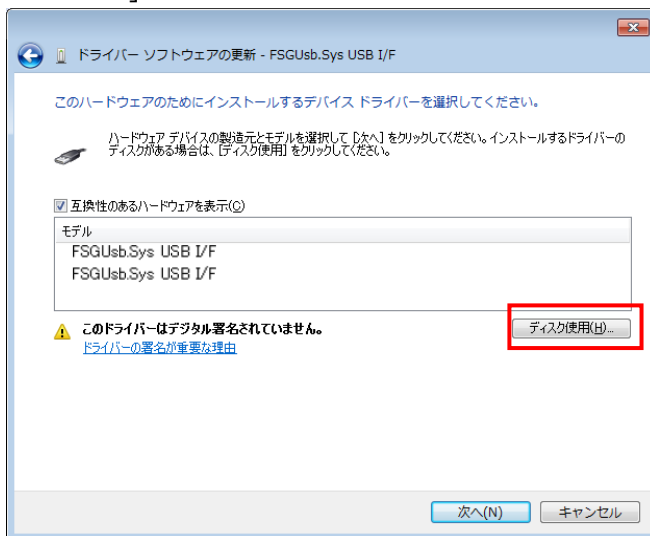 ドライバー ソフトウェアの更新 - FSGUsb.Sys USB I/F
このハードウェアのためにインストールするデバイス ドライバーを選択してください。
ハードウェア デバイスの製造元とモデルを選択して [次へ] をクリックしてください。インストールするドライバーの
ディスクがある場合は、[ディスク使用] をクリックしてください。
互換性のあるハードウェアを表示(C)
モデル
FSGUsb.Sys USB I/F
FSGUsb.Sys USB I/F
このドライバーはデジタル署名されていません。
ディスク使用(H)...
ドライバーの署名が重要な理由
次へ(N)
キャンセル